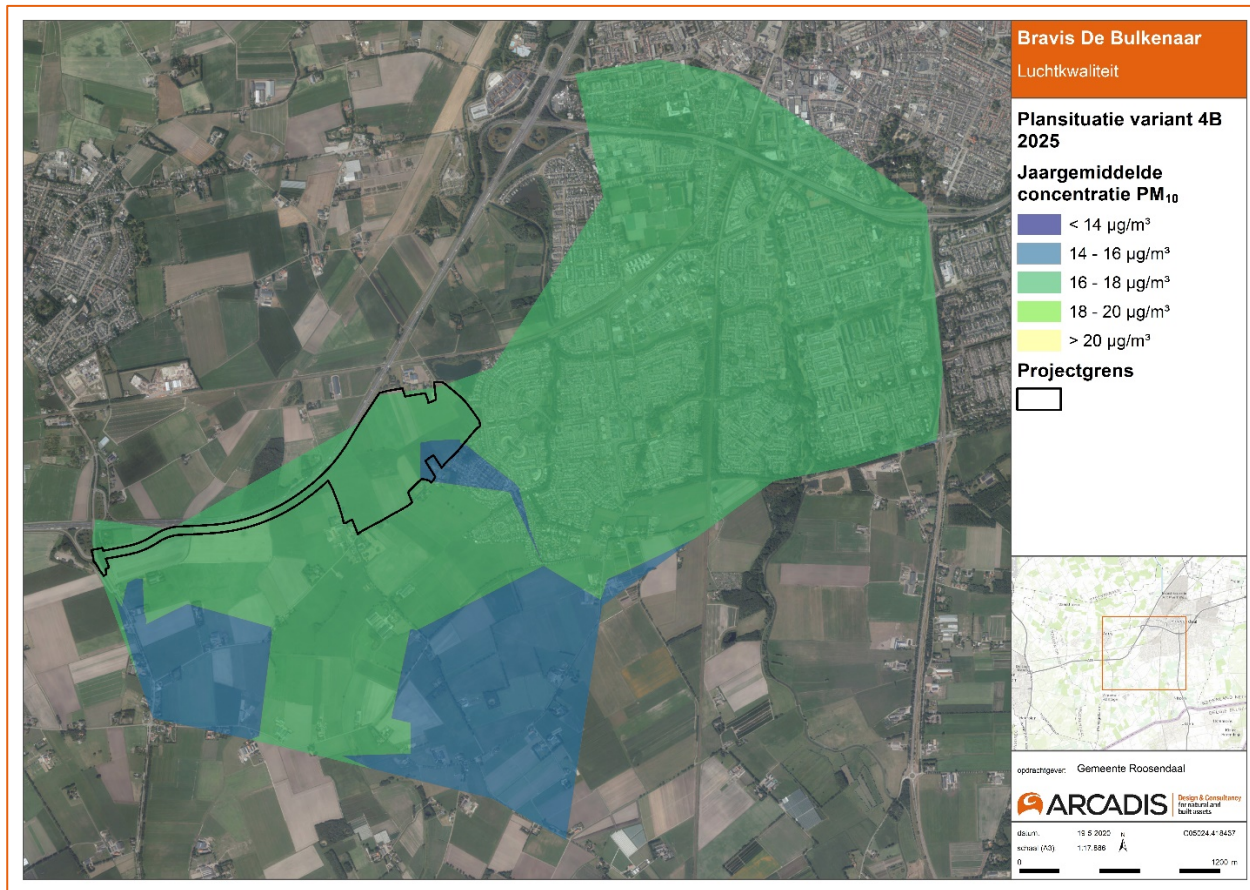 Bravis De Bulkenaar
Luchtkwaliteit
Plansituatie variant 4B
2025
Jaargemiddelde
concentratie PM₁₀
< 14 µg/m³
14 - 16 µg/m³
16 - 18 µg/m³
18 - 20 µg/m³
> 20 µg/m³
Projectgrens
opdrachtgever: Gemeente Roosendaal
ARCADIS
Design & Consultancy
for natural and
built assets
datum: 19-5-2020 N C05024.418437
schaal (A3): 1:17.886
0 1200 m